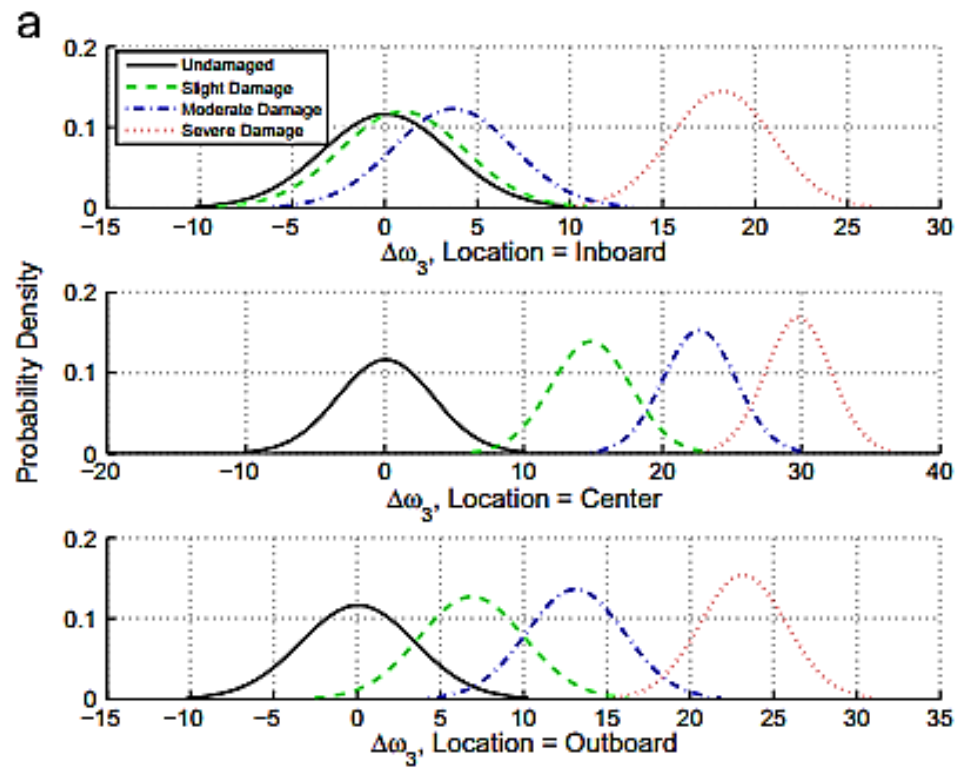 a
0.2
0.1
0
Undamaged
Slight Damage
Moderate Damage
Severe Damage
−15 −10 −5 0 5 10 15 20 25 30
Δω₃, Location = Inboard
Probability Density
0.2
0.1
0
−20 −10 0 10 20 30 40
Δω₃, Location = Center
0.2
0.1
0
−15 −10 −5 0 5 10 15 20 25 30 35
Δω₃, Location = Outboard